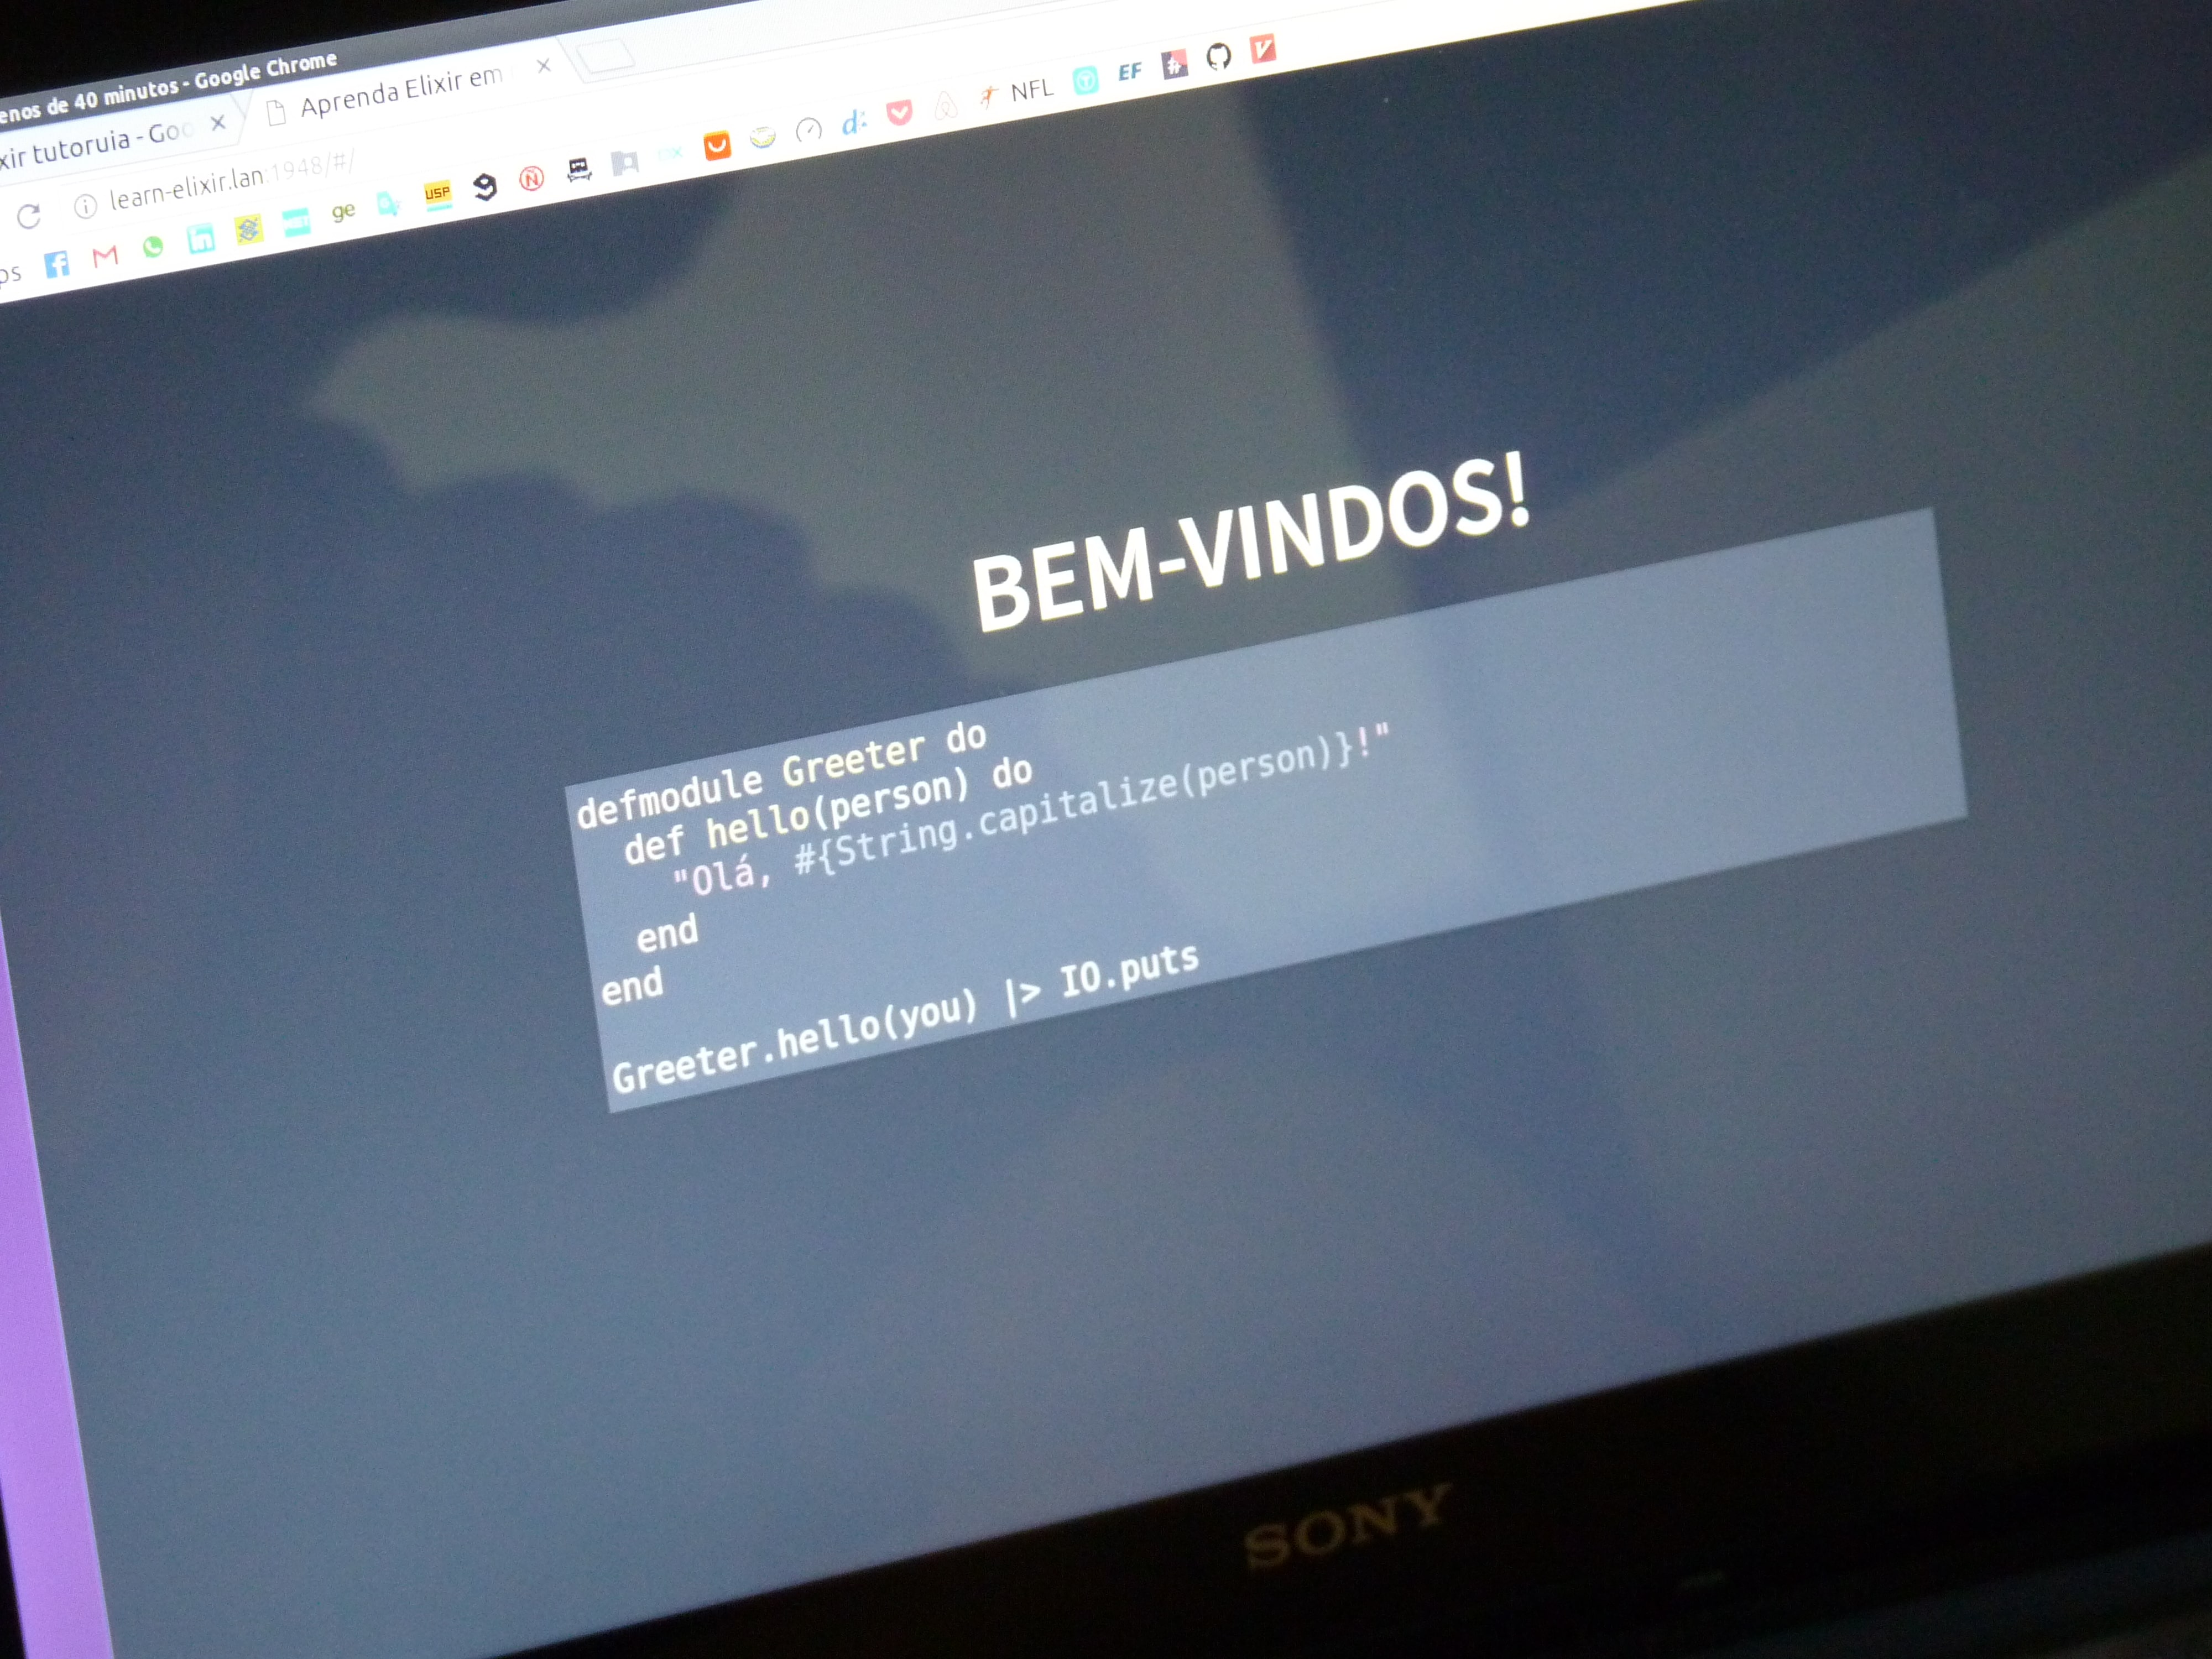 enos de 40 minutos - Google Chrome
xir tutoruia - Goo
Aprenda Elixir em
learn-elixir.lan:1948/#/
ps
ge
USP
NFL
EF
BEM-VINDOS!
defmodule Greeter do
def hello(person) do
"Olá, #{String.capitalize(person)}!"
end
end
Greeter.hello(you) |> IO.puts
SONY